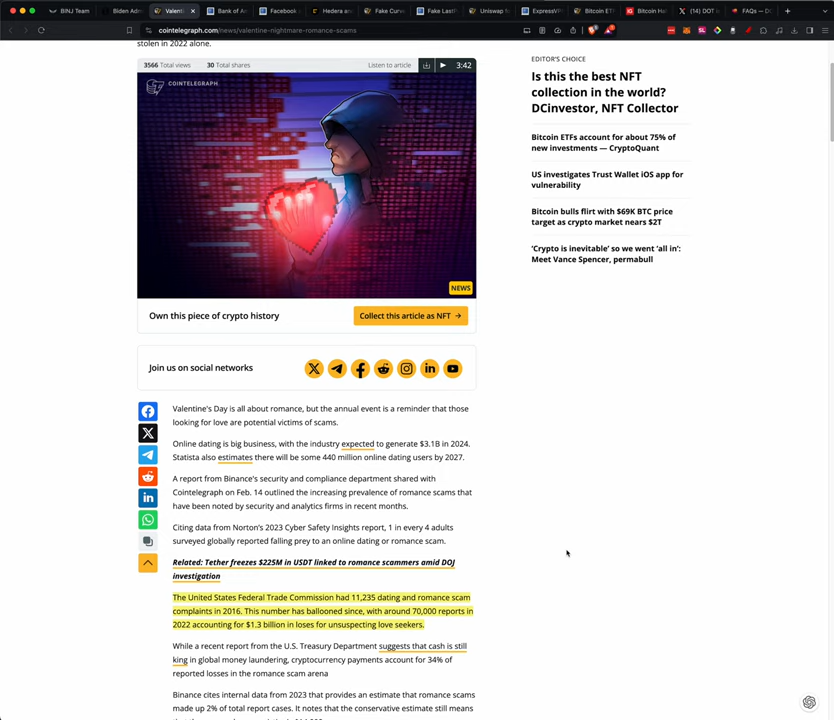 BINJ Team
Biden Adm
Valenti
Bank of Am
Facebook
Hedera an
Fake Curve
Fake LastP
Uniswap f
ExpressVP
Bitcoin ETF
Bitcoin Ha
(14) DOT
FAQs — D
cointelegraph.com/news/valentine-nightmare-romance-scams
stolen in 2022 alone.
3566 Total views 30 Total shares Listen to article 3:42
COINTELEGRAPH
NEWS
Own this piece of crypto history
Collect this article as NFT →
Join us on social networks
Valentine's Day is all about romance, but the annual event is a reminder that those
looking for love are potential victims of scams.
Online dating is big business, with the industry expected to generate $3.1B in 2024.
Statista also estimates there will be some 440 million online dating users by 2027.
A report from Binance's security and compliance department shared with
Cointelegraph on Feb. 14 outlined the increasing prevalence of romance scams that
have been noted by security and analytics firms in recent months.
Citing data from Norton's 2023 Cyber Safety Insights report, 1 in every 4 adults
surveyed globally reported falling prey to an online dating or romance scam.
Related: Tether freezes $225M in USDT linked to romance scammers amid DOJ
investigation
The United States Federal Trade Commission had 11,235 dating and romance scam
complaints in 2016. This number has ballooned since, with around 70,000 reports in
2022 accounting for $1.3 billion in loses for unsuspecting love seekers.
While a recent report from the U.S. Treasury Department suggests that cash is still
king in global money laundering, cryptocurrency payments account for 34% of
reported losses in the romance scam arena
Binance cites internal data from 2023 that provides an estimate that romance scams
made up 2% of total report cases. It notes that the conservative estimate still means
EDITOR'S CHOICE
Is this the best NFT
collection in the world?
DCinvestor, NFT Collector
Bitcoin ETFs account for about 75% of
new investments — CryptoQuant
US investigates Trust Wallet iOS app for
vulnerability
Bitcoin bulls flirt with $69K BTC price
target as crypto market nears $2T
'Crypto is inevitable' so we went 'all in':
Meet Vance Spencer, permabull